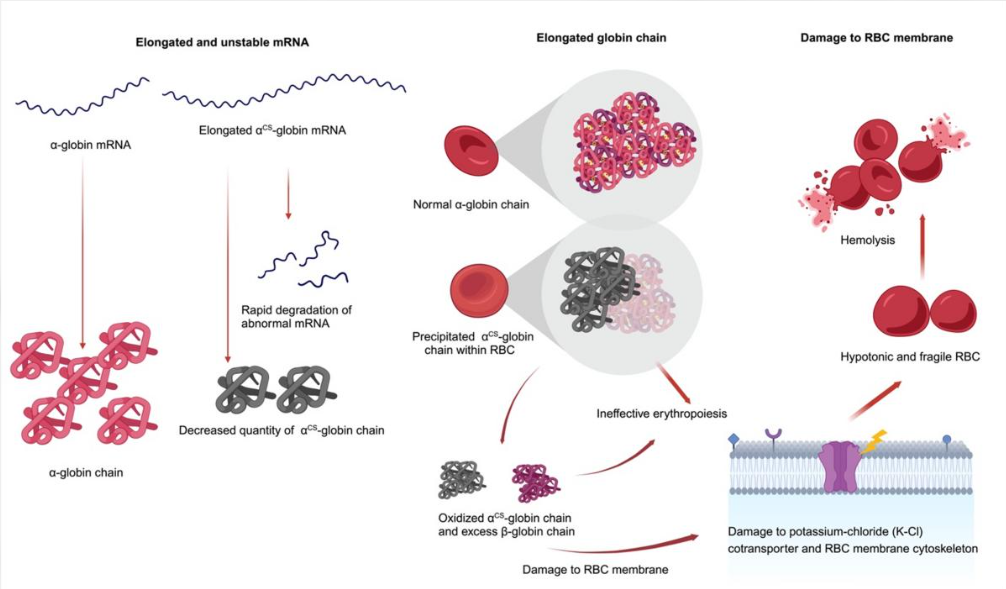 Elongated and unstable mRNA
α-globin mRNA
Elongated αCS-globin mRNA
Rapid degradation of
abnormal mRNA
Decreased quantity of αCS-globin chain
α-globin chain
Elongated globin chain
Normal α-globin chain
Precipitated αCS-globin
chain within RBC
Ineffective erythropoiesis
Oxidized αCS-globin chain
and excess β-globin chain
Damage to RBC membrane
Damage to RBC membrane
Hemolysis
Hypotonic and fragile RBC
Damage to potassium-chloride (K-Cl)
cotransporter and RBC membrane cytoskeleton